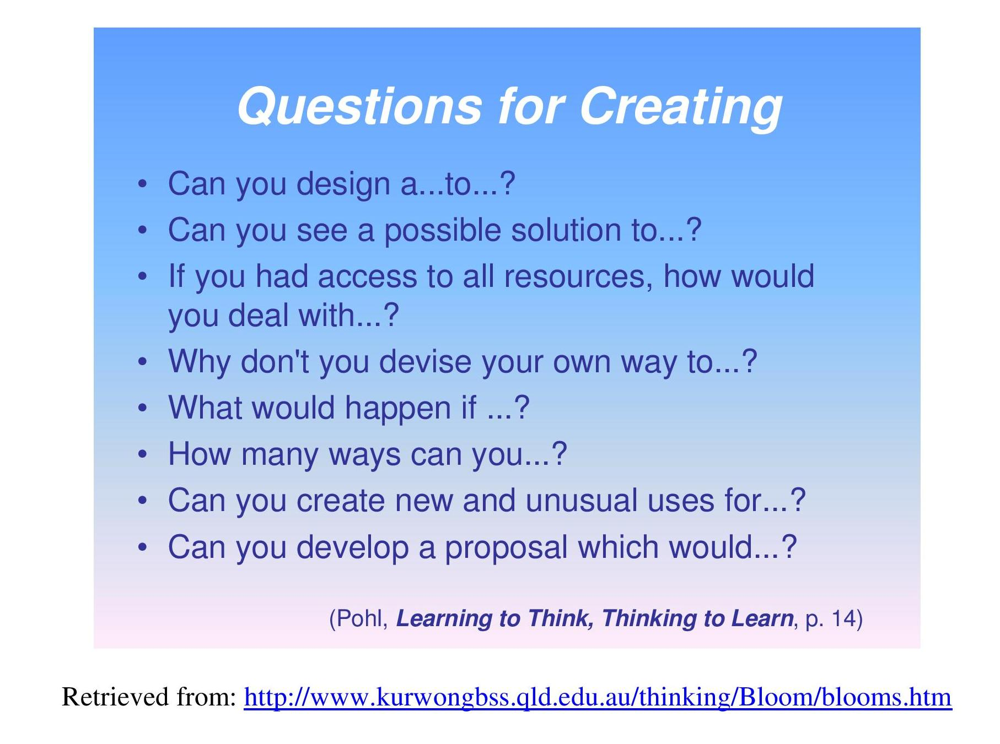 Questions for Creating
• Can you design a...to...?
• Can you see a possible solution to...?
• If you had access to all resources, how would
you deal with...?
• Why don't you devise your own way to...?
• What would happen if ...?
• How many ways can you...?
• Can you create new and unusual uses for...?
• Can you develop a proposal which would...?
(Pohl, Learning to Think, Thinking to Learn, p. 14)
Retrieved from: http://www.kurwongbss.qld.edu.au/thinking/Bloom/blooms.htm